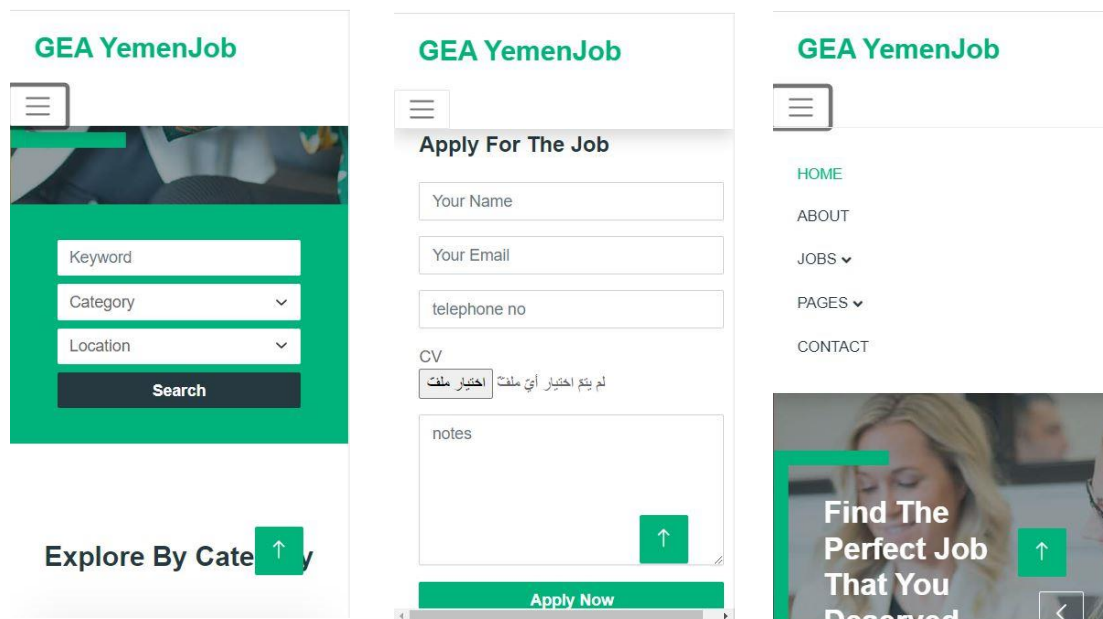 GEA YemenJob
Keyword
Category
Location
Search
Explore By Cate y
GEA YemenJob
Apply For The Job
Your Name
Your Email
telephone no
CV
اختيار ملف لم يتم اختيار أي ملف
notes
Apply Now
GEA YemenJob
HOME
ABOUT
JOBS
PAGES
CONTACT
Find The
Perfect Job
That You
Deserved